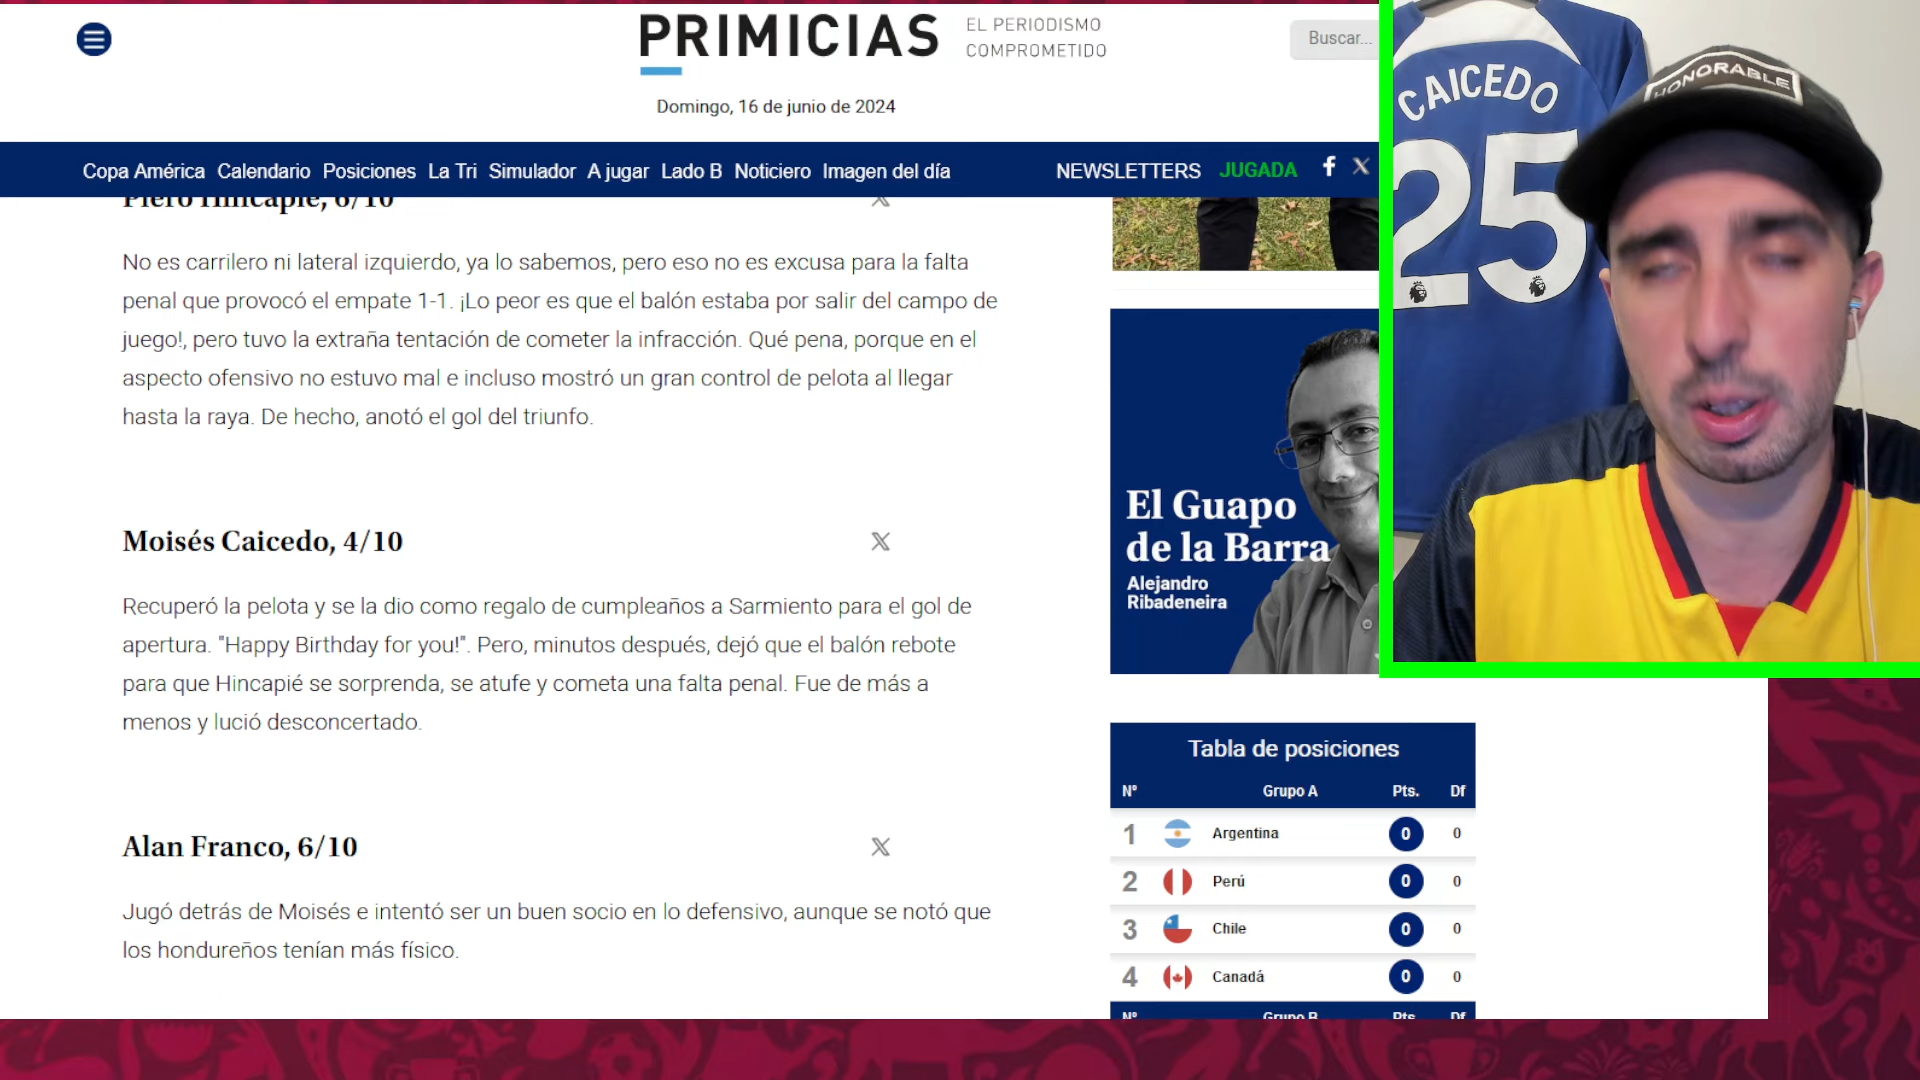 PRIMICIAS
EL PERIODISMO
COMPROMETIDO
Buscar...
Domingo, 16 de junio de 2024
Copa América Calendario Posiciones La Tri Simulador A jugar Lado B Noticiero Imagen del día NEWSLETTERS JUGADA
Piero Hincapié, 6/10
No es carrilero ni lateral izquierdo, ya lo sabemos, pero eso no es excusa para la falta
penal que provocó el empate 1-1. ¡Lo peor es que el balón estaba por salir del campo de
juego!, pero tuvo la extraña tentación de cometer la infracción. Qué pena, porque en el
aspecto ofensivo no estuvo mal e incluso mostró un gran control de pelota al llegar
hasta la raya. De hecho, anotó el gol del triunfo.
Moisés Caicedo, 4/10
Recuperó la pelota y se la dio como regalo de cumpleaños a Sarmiento para el gol de
apertura. "Happy Birthday for you!". Pero, minutos después, dejó que el balón rebote
para que Hincapié se sorprenda, se atufe y cometa una falta penal. Fue de más a
menos y lució desconcertado.
Alan Franco, 6/10
Jugó detrás de Moisés e intentó ser un buen socio en lo defensivo, aunque se notó que
los hondureños tenían más físico.
El Guapo
de la Barra
Alejandro
Ribadeneira
Tabla de posiciones
N° Grupo A Pts. Df
1 Argentina 0 0
2 Perú 0 0
3 Chile 0 0
4 Canadá 0 0
N° Grupo B Pts. Df
CAICEDO
25
HONORABLE